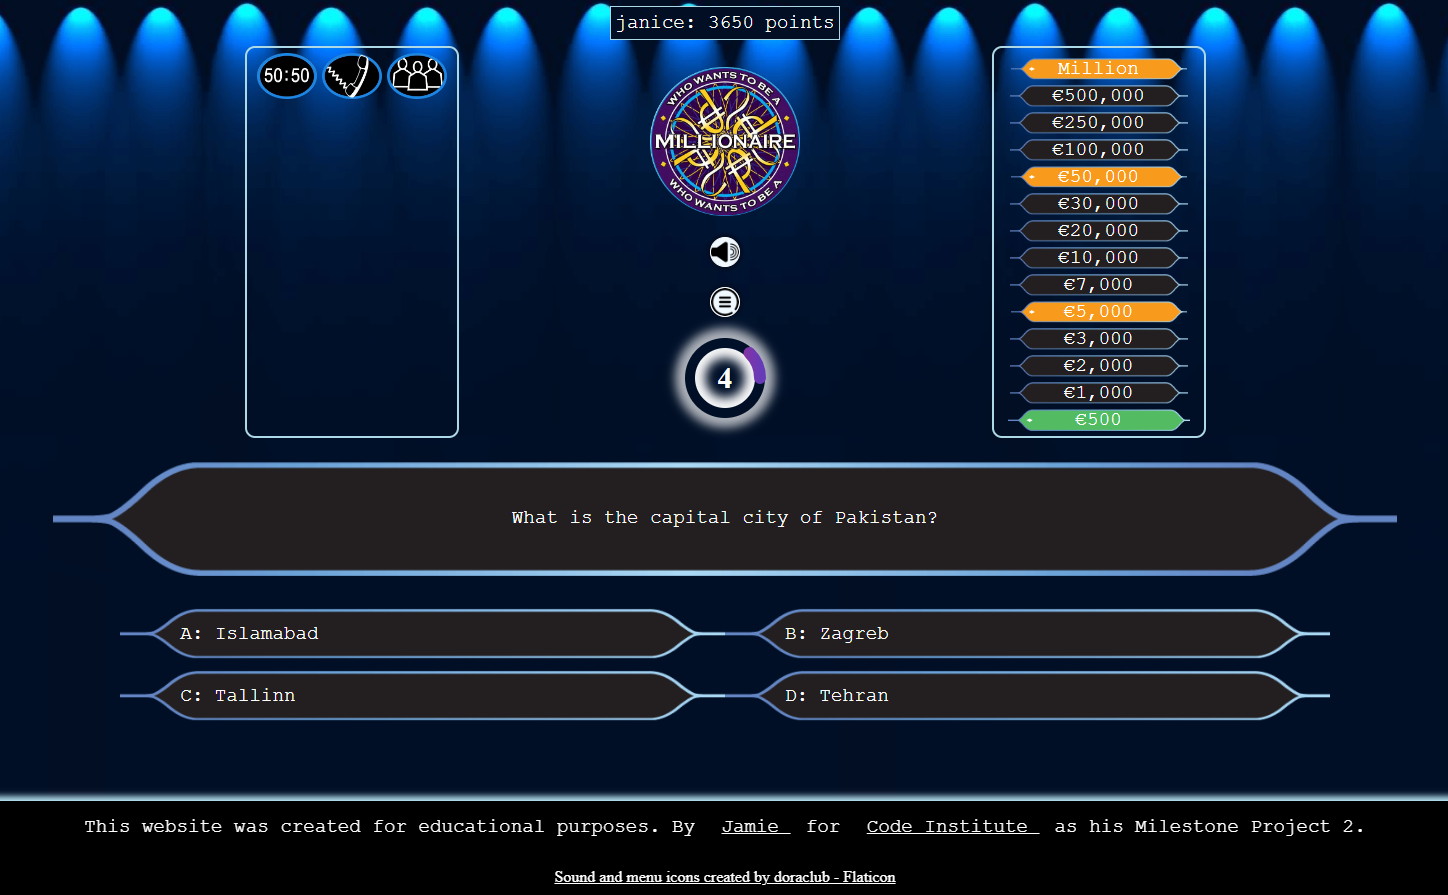 janice: 3650 points
50:50
WHO WANTS TO BE A
MILLIONAIRE
WHO WANTS TO BE A
4
Million
€500,000
€250,000
€100,000
€50,000
€30,000
€20,000
€10,000
€7,000
€5,000
€3,000
€2,000
€1,000
€500
What is the capital city of Pakistan?
A: Islamabad
B: Zagreb
C: Tallinn
D: Tehran
This website was created for educational purposes. By Jamie for Code Institute as his Milestone Project 2.
Sound and menu icons created by doraclub - Flaticon